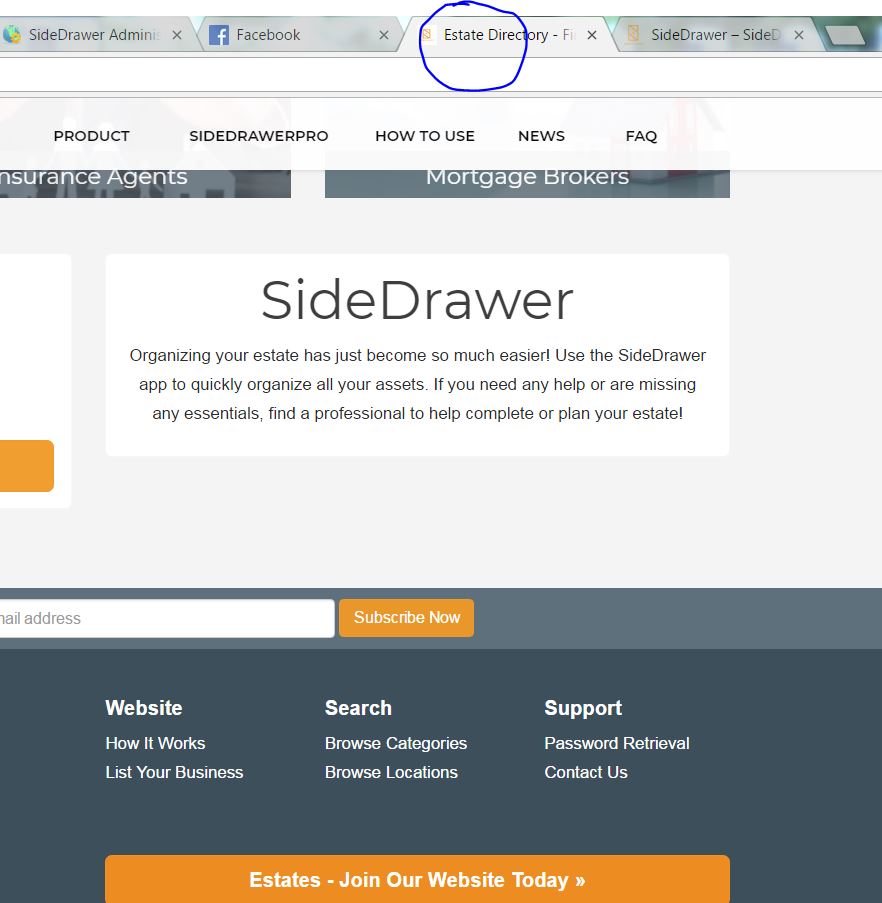 SideDrawer Adminis
Facebook
Estate Directory - Fi
SideDrawer – SideD
PRODUCT
SIDEDRAWERPRO
HOW TO USE
NEWS
FAQ
nsurance Agents
Mortgage Brokers
SideDrawer
Organizing your estate has just become so much easier! Use the SideDrawer
app to quickly organize all your assets. If you need any help or are missing
any essentials, find a professional to help complete or plan your estate!
mail address
Subscribe Now
Website
How It Works
List Your Business
Search
Browse Categories
Browse Locations
Support
Password Retrieval
Contact Us
Estates - Join Our Website Today »